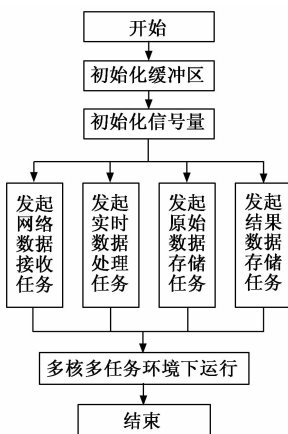 开始
初始化缓冲区
初始化信号量
发起
网络
数据
接收
任务
发起
实时
数据
处理
任务
发起
原始
数据
存储
任务
发起
结果
数据
存储
任务
多核多任务环境下运行
结束